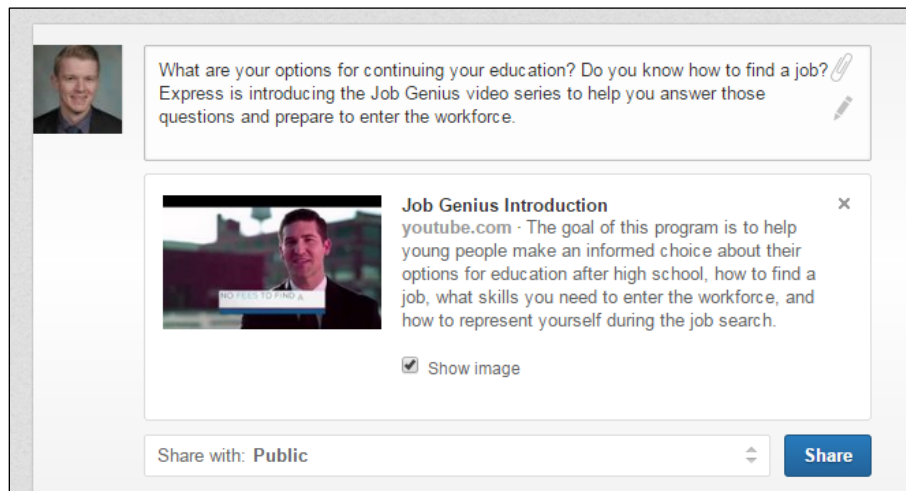 What are your options for continuing your education? Do you know how to find a job?
Express is introducing the Job Genius video series to help you answer those
questions and prepare to enter the workforce.
Job Genius Introduction
youtube.com · The goal of this program is to help
young people make an informed choice about their
options for education after high school, how to find a
job, what skills you need to enter the workforce, and
how to represent yourself during the job search.
NO FEES TO FIND A
Show image
Share with: Public
Share